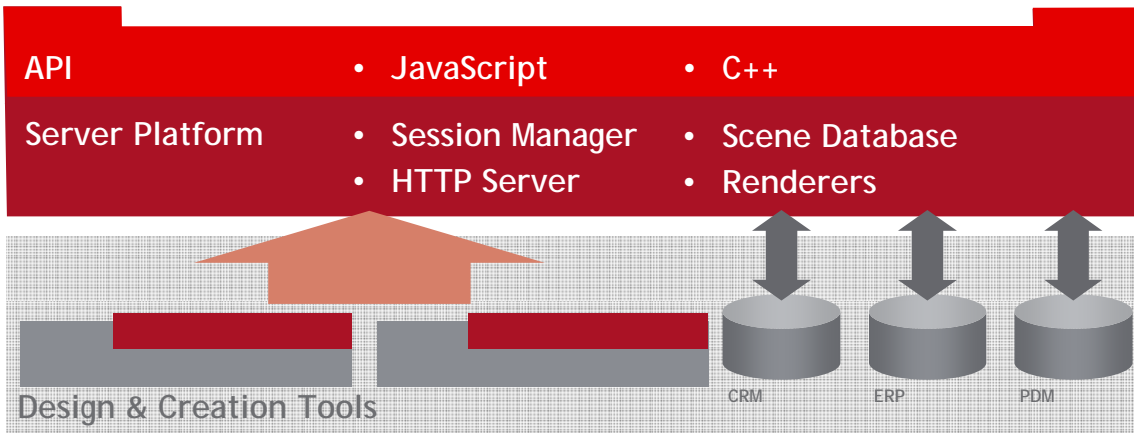 API • JavaScript • C++
Server Platform • Session Manager • Scene Database
• HTTP Server • Renderers
CRM ERP PDM
Design & Creation Tools